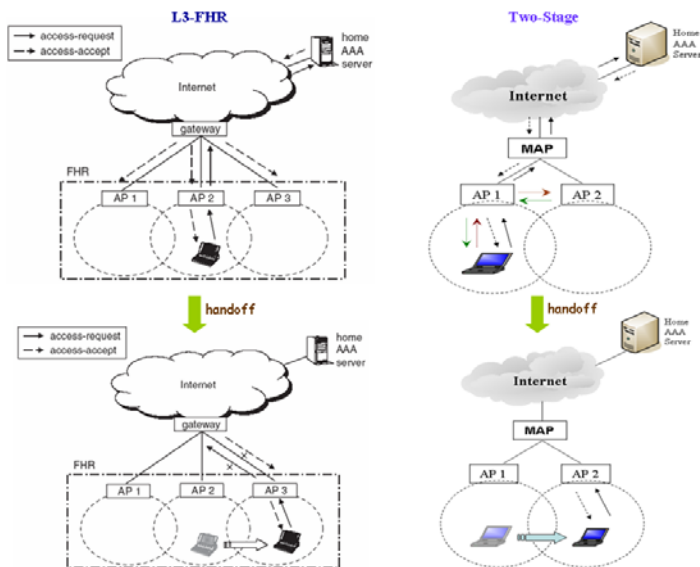 L3-FHR
access-request
access-accept
home
AAA
server
Internet
gateway
FHR
AP 1
AP 2
AP 3
handoff
access-request
access-accept
home
AAA
server
Internet
gateway
FHR
AP 1
AP 2
AP 3
Two-Stage
Home
AAA
Server
Internet
MAP
AP 1
AP 2
handoff
Home
AAA
Server
Internet
MAP
AP 1
AP 2